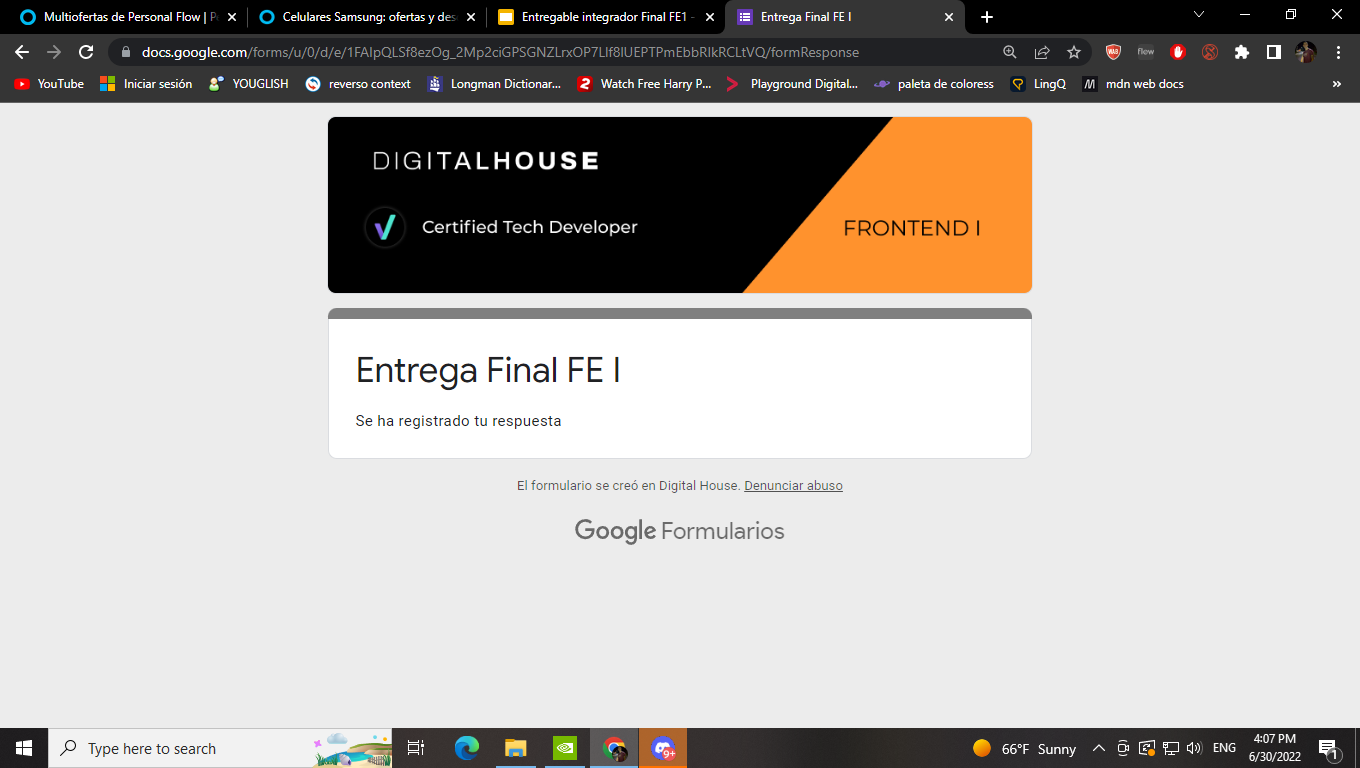 Multiofertas de Personal Flow | P
Celulares Samsung: ofertas y des
Entregable integrador Final FE1 -
Entrega Final FE I
docs.google.com/forms/u/0/d/e/1FAIpQLSf8ezOg_2Mp2ciGPSGNZLrxOP7LIf8IUEPTPmEbbRIkRCLtVQ/formResponse
flow
YouTube
Iniciar sesión
YOUGLISH
reverso context
Longman Dictionar...
Watch Free Harry P...
Playground Digital...
paleta de coloress
LingQ
mdn web docs
»
DIGITALHOUSE
Certified Tech Developer
FRONTEND I
Entrega Final FE I
Se ha registrado tu respuesta
El formulario se creó en Digital House. Denunciar abuso
Google Formularios
Type here to search
9+
66°F Sunny
ENG
4:07 PM
6/30/2022
1